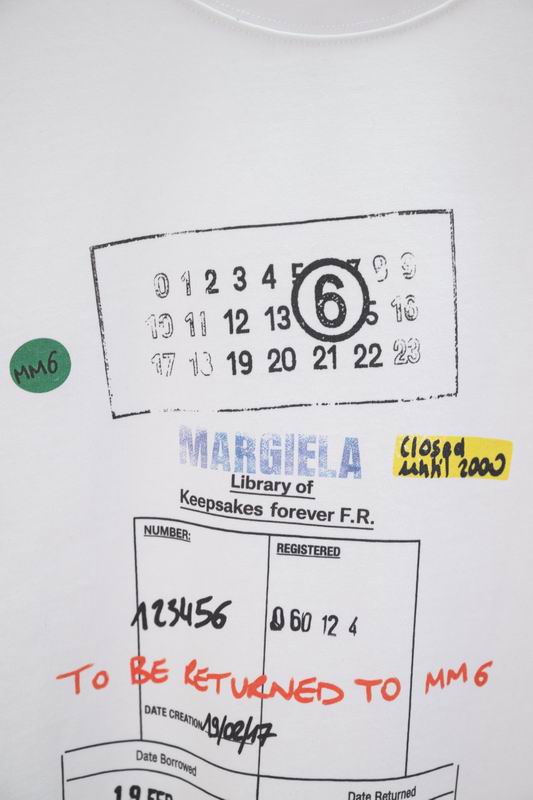 0 1 2 3 4 5 6 7 8 9
10 11 12 13 16
17 18 19 20 21 22 23
MM6
MARGIELA
Closed
until 2000
Library of
Keepsakes forever F.R.
NUMBER:
REGISTERED
123456
060 12 4
TO BE RETURNED TO MM6
DATE CREATION 19/02/17
Date Borrowed
Date Returned
19 FEB